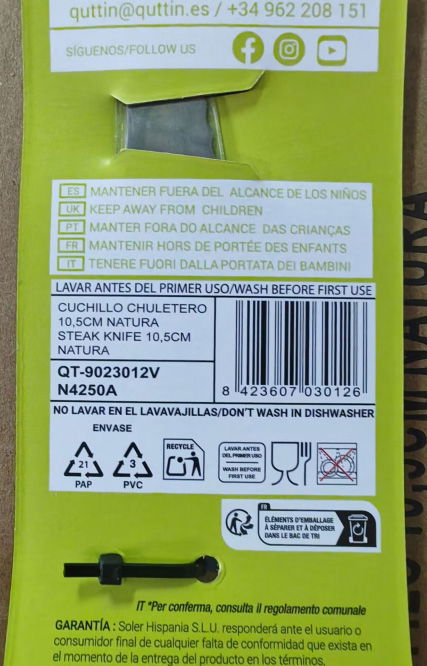 quttin@quttin.es / +34 962 208 151
SÍGUENOS/FOLLOW US
ES MANTENER FUERA DEL ALCANCE DE LOS NIÑOS
UK KEEP AWAY FROM CHILDREN
PT MANTER FORA DO ALCANCE DAS CRIANÇAS
FR MANTENIR HORS DE PORTÉE DES ENFANTS
IT TENERE FUORI DALLA PORTATA DEI BAMBINI
LAVAR ANTES DEL PRIMER USO/WASH BEFORE FIRST USE
CUCHILLO CHULETERO
10,5CM NATURA
STEAK KNIFE 10,5CM
NATURA
QT-9023012V
N4250A
8 423607 030126
NO LAVAR EN EL LAVAVAJILLAS/DON'T WASH IN DISHWASHER
ENVASE
21
PAP
3
PVC
RECYCLE
LAVAR ANTES
DEL PRIMER USO
WASH BEFORE
FIRST USE
FR
ÉLÉMENTS D'EMBALLAGE
À SÉPARER ET À DÉPOSER
DANS LE BAC DE TRI
IT "Per conferma, consulta il regolamento comunale
GARANTÍA : Soler Hispania S.L.U. responderá ante el usuario o
consumidor final de cualquier falta de conformidad que exista en
el momento de la entrega del producto en los términos,
CM NATURA